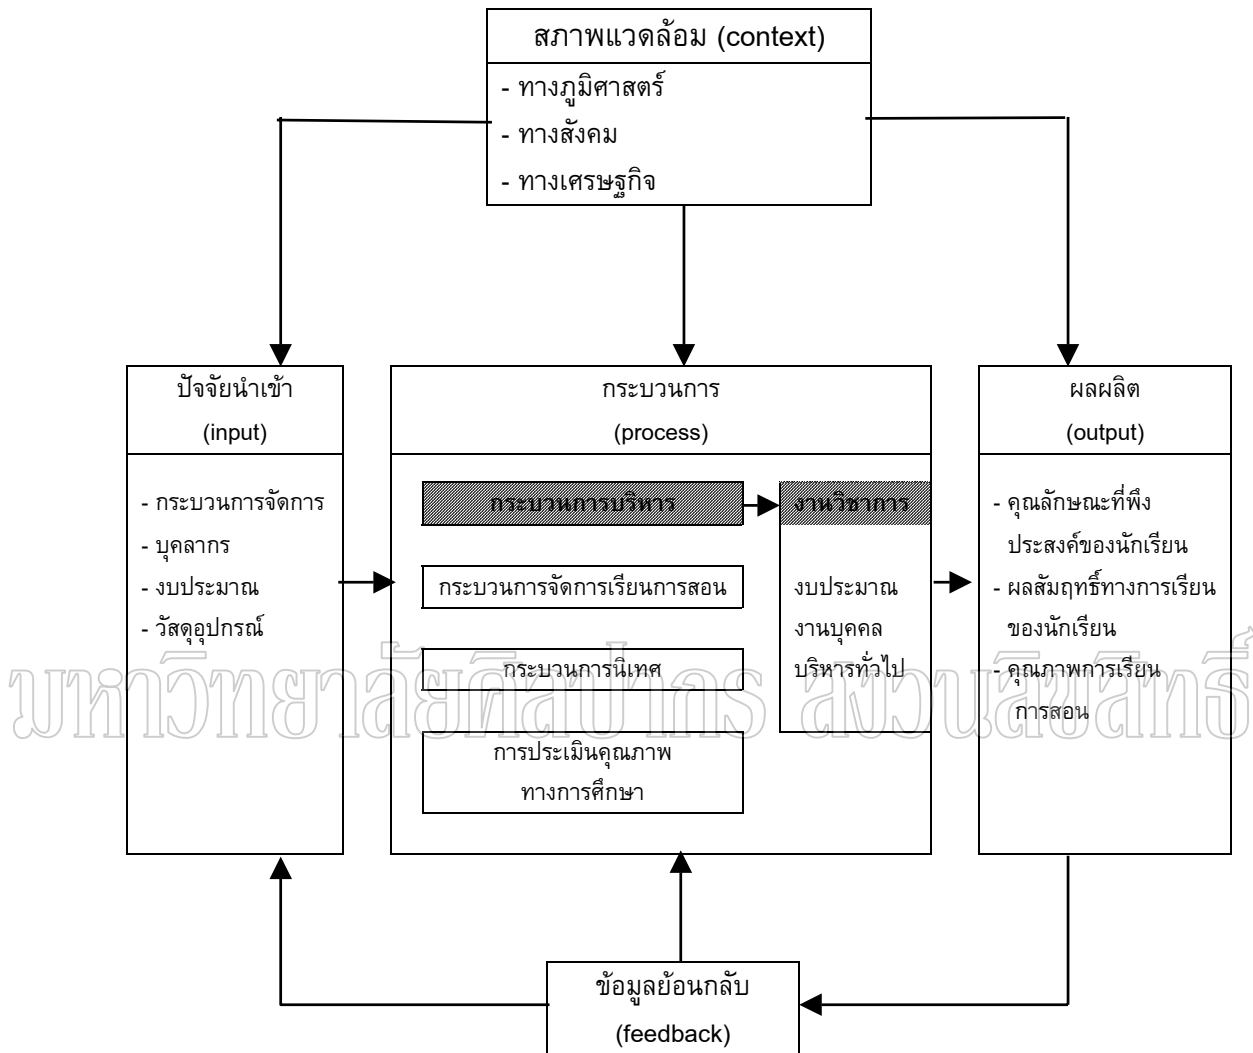 สภาพแวดล้อม (context)
- ทางภูมิศาสตร์
- ทางสังคม
- ทางเศรษฐกิจ
ปัจจัยนำเข้า
(input)
- กระบวนการจัดการ
- บุคลากร
- งบประมาณ
- วัสดุอุปกรณ์
กระบวนการ
(process)
กระบวนการบริหาร
กระบวนการจัดการเรียนการสอน
กระบวนการนิเทศ
การประเมินคุณภาพ
ทางการศึกษา
งานวิชาการ
งบประมาณ
งานบุคคล
บริหารทั่วไป
ผลผลิต
(output)
- คุณลักษณะที่พึง
ประสงค์ของนักเรียน
- ผลสัมฤทธิ์ทางการเรียน
ของนักเรียน
- คุณภาพการเรียน
การสอน
มหาวิทยาลัยศิลปากร สงวนลิขสิทธิ์
ข้อมูลย้อนกลับ
(feedback)